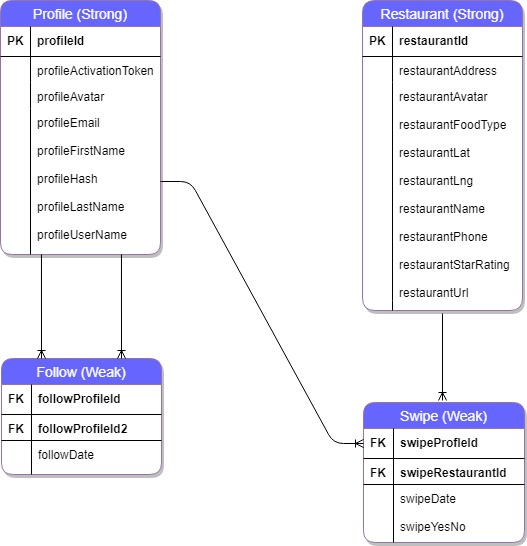 Profile (Strong)
PK profileId
profileActivationToken
profileAvatar
profileEmail
profileFirstName
profileHash
profileLastName
profileUserName
Restaurant (Strong)
PK restaurantId
restaurantAddress
restaurantAvatar
restaurantFoodType
restaurantLat
restaurantLng
restaurantName
restaurantPhone
restaurantStarRating
restaurantUrl
Follow (Weak)
FK followProfileId
FK followProfileId2
followDate
Swipe (Weak)
FK swipeProfleId
FK swipeRestaurantId
swipeDate
swipeYesNo